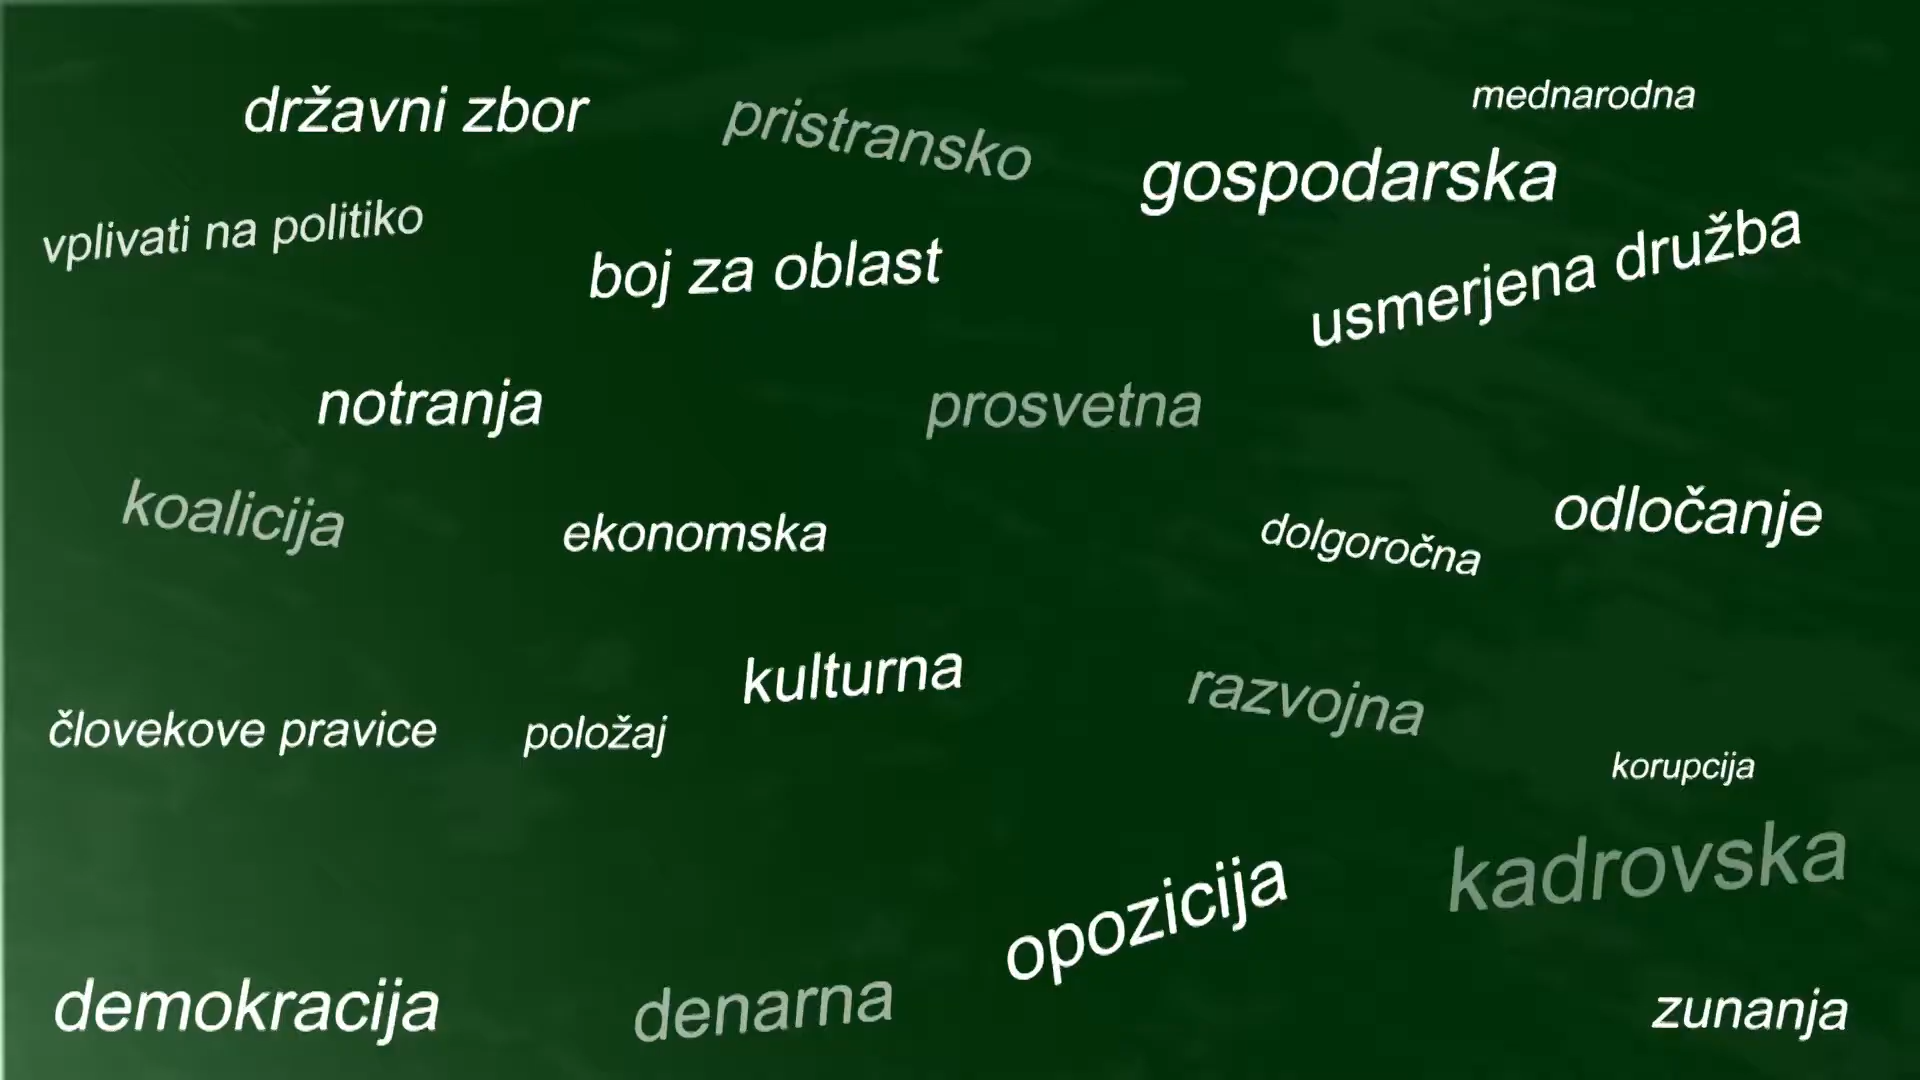 državni zbor
pristransko
mednarodna
gospodarska
vplivati na politiko
boj za oblast
usmerjena družba
notranja
prosvetna
koalicija
ekonomska
dolgoročna
odločanje
kulturna
razvojna
človekove pravice
položaj
korupcija
kadrovska
opozicija
demokracija
denarna
zunanja